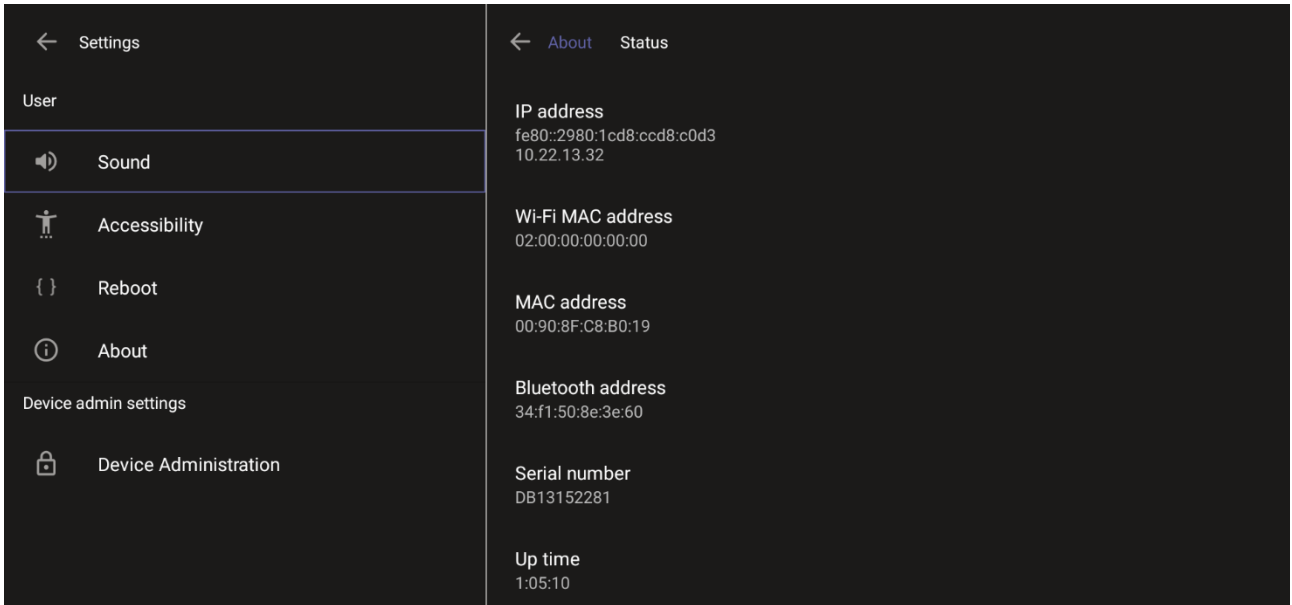 Settings
User
Sound
Accessibility
{ } Reboot
About
Device admin settings
Device Administration
About Status
IP address
fe80::2980:1cd8:ccd8:c0d3
10.22.13.32
Wi-Fi MAC address
02:00:00:00:00:00
MAC address
00:90:8F:C8:B0:19
Bluetooth address
34:f1:50:8e:3e:60
Serial number
DB13152281
Up time
1:05:10